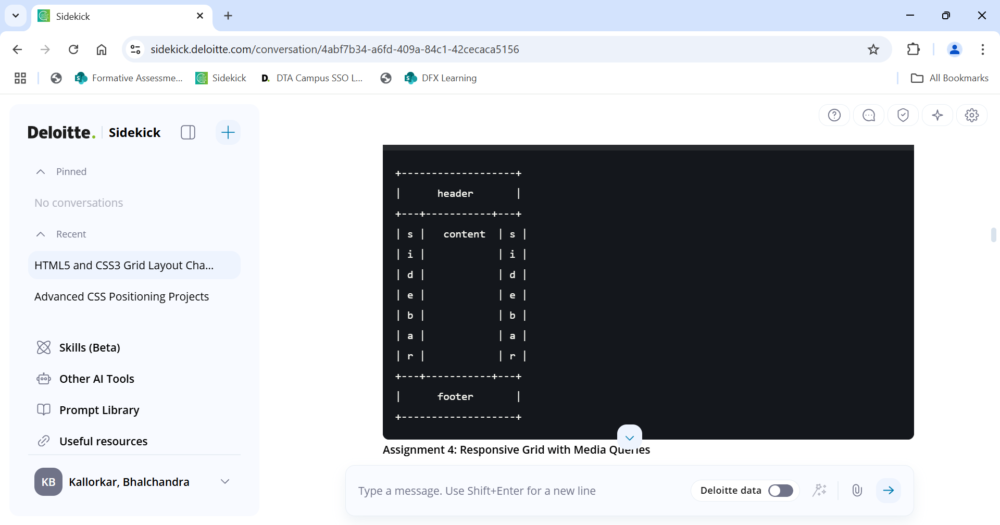 Sidekick
sidekick.deloitte.com/conversation/4abf7b34-a6fd-409a-84c1-42cecaca5156
Formative Assessme... Sidekick D. DTA Campus SSO L... DFX Learning All Bookmarks
Deloitte. Sidekick
Pinned
No conversations
Recent
HTML5 and CSS3 Grid Layout Cha...
Advanced CSS Positioning Projects
Skills (Beta)
Other AI Tools
Prompt Library
Useful resources
KB Kallorkar, Bhalchandra
+-------------------+
|      header       |
+---+-----------+---+
| s |   content  | s |
| i |            | i |
| d |            | d |
| e |            | e |
| b |            | b |
| a |            | a |
| r |            | r |
+---+-----------+---+
|      footer       |
+-------------------+
Assignment 4: Responsive Grid with Media Queries
Type a message. Use Shift+Enter for a new line Deloitte data